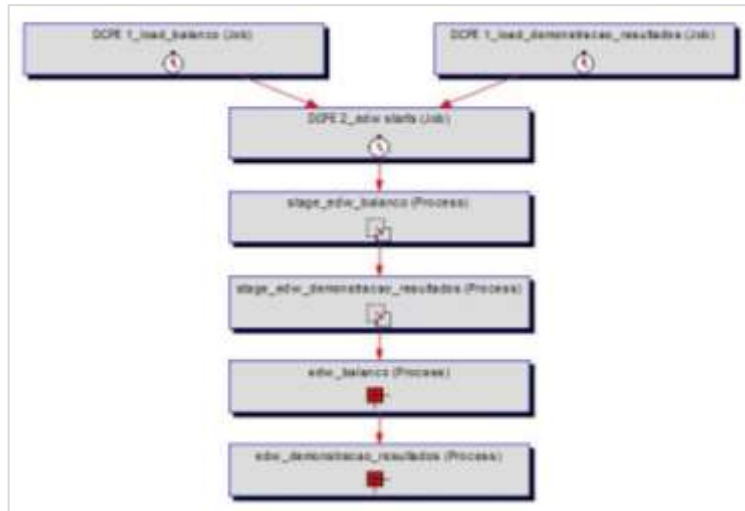 DCPE 1_load_balanco (Job)
DCPE 1_load_demonstracao_resultados (Job)
DCPE 2_edw starts (Job)
stage_edw_balanco (Process)
stage_edw_demonstracao_resultados (Process)
edw_balanco (Process)
edw_demonstracao_resultados (Process)